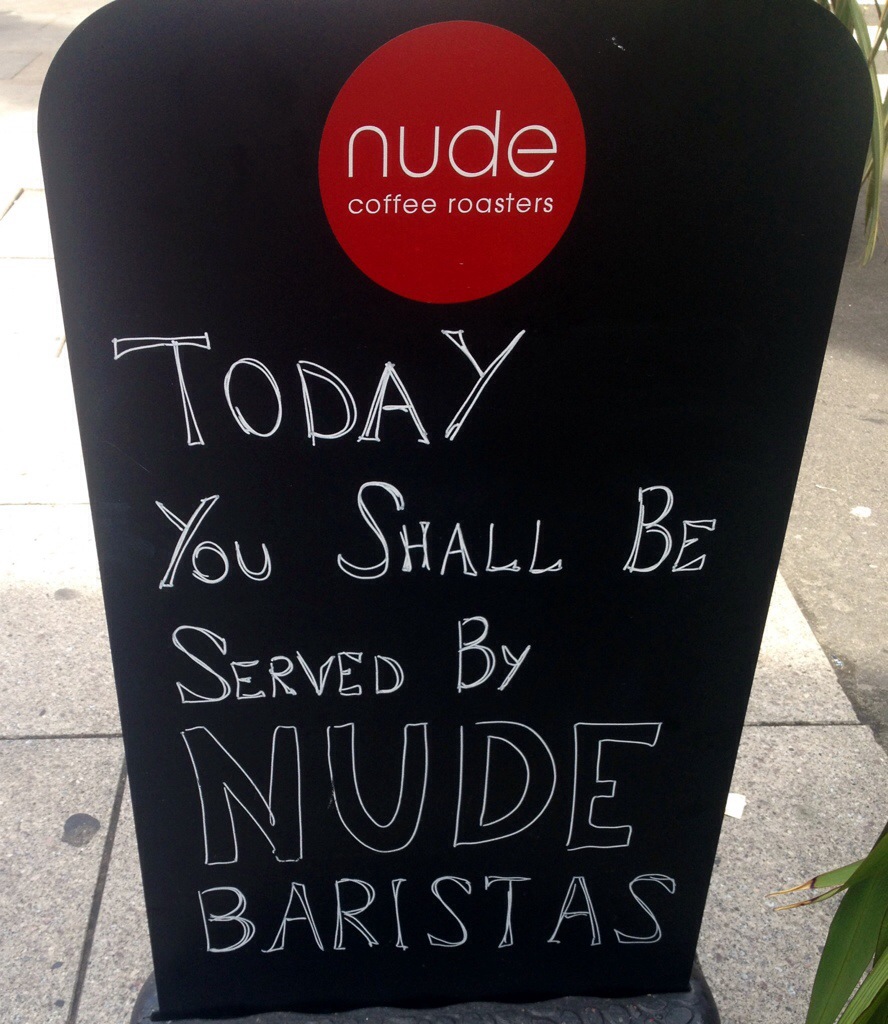 nude
coffee roasters
TODAY
YOU SHALL BE
SERVED BY
NUDE
BARISTAS